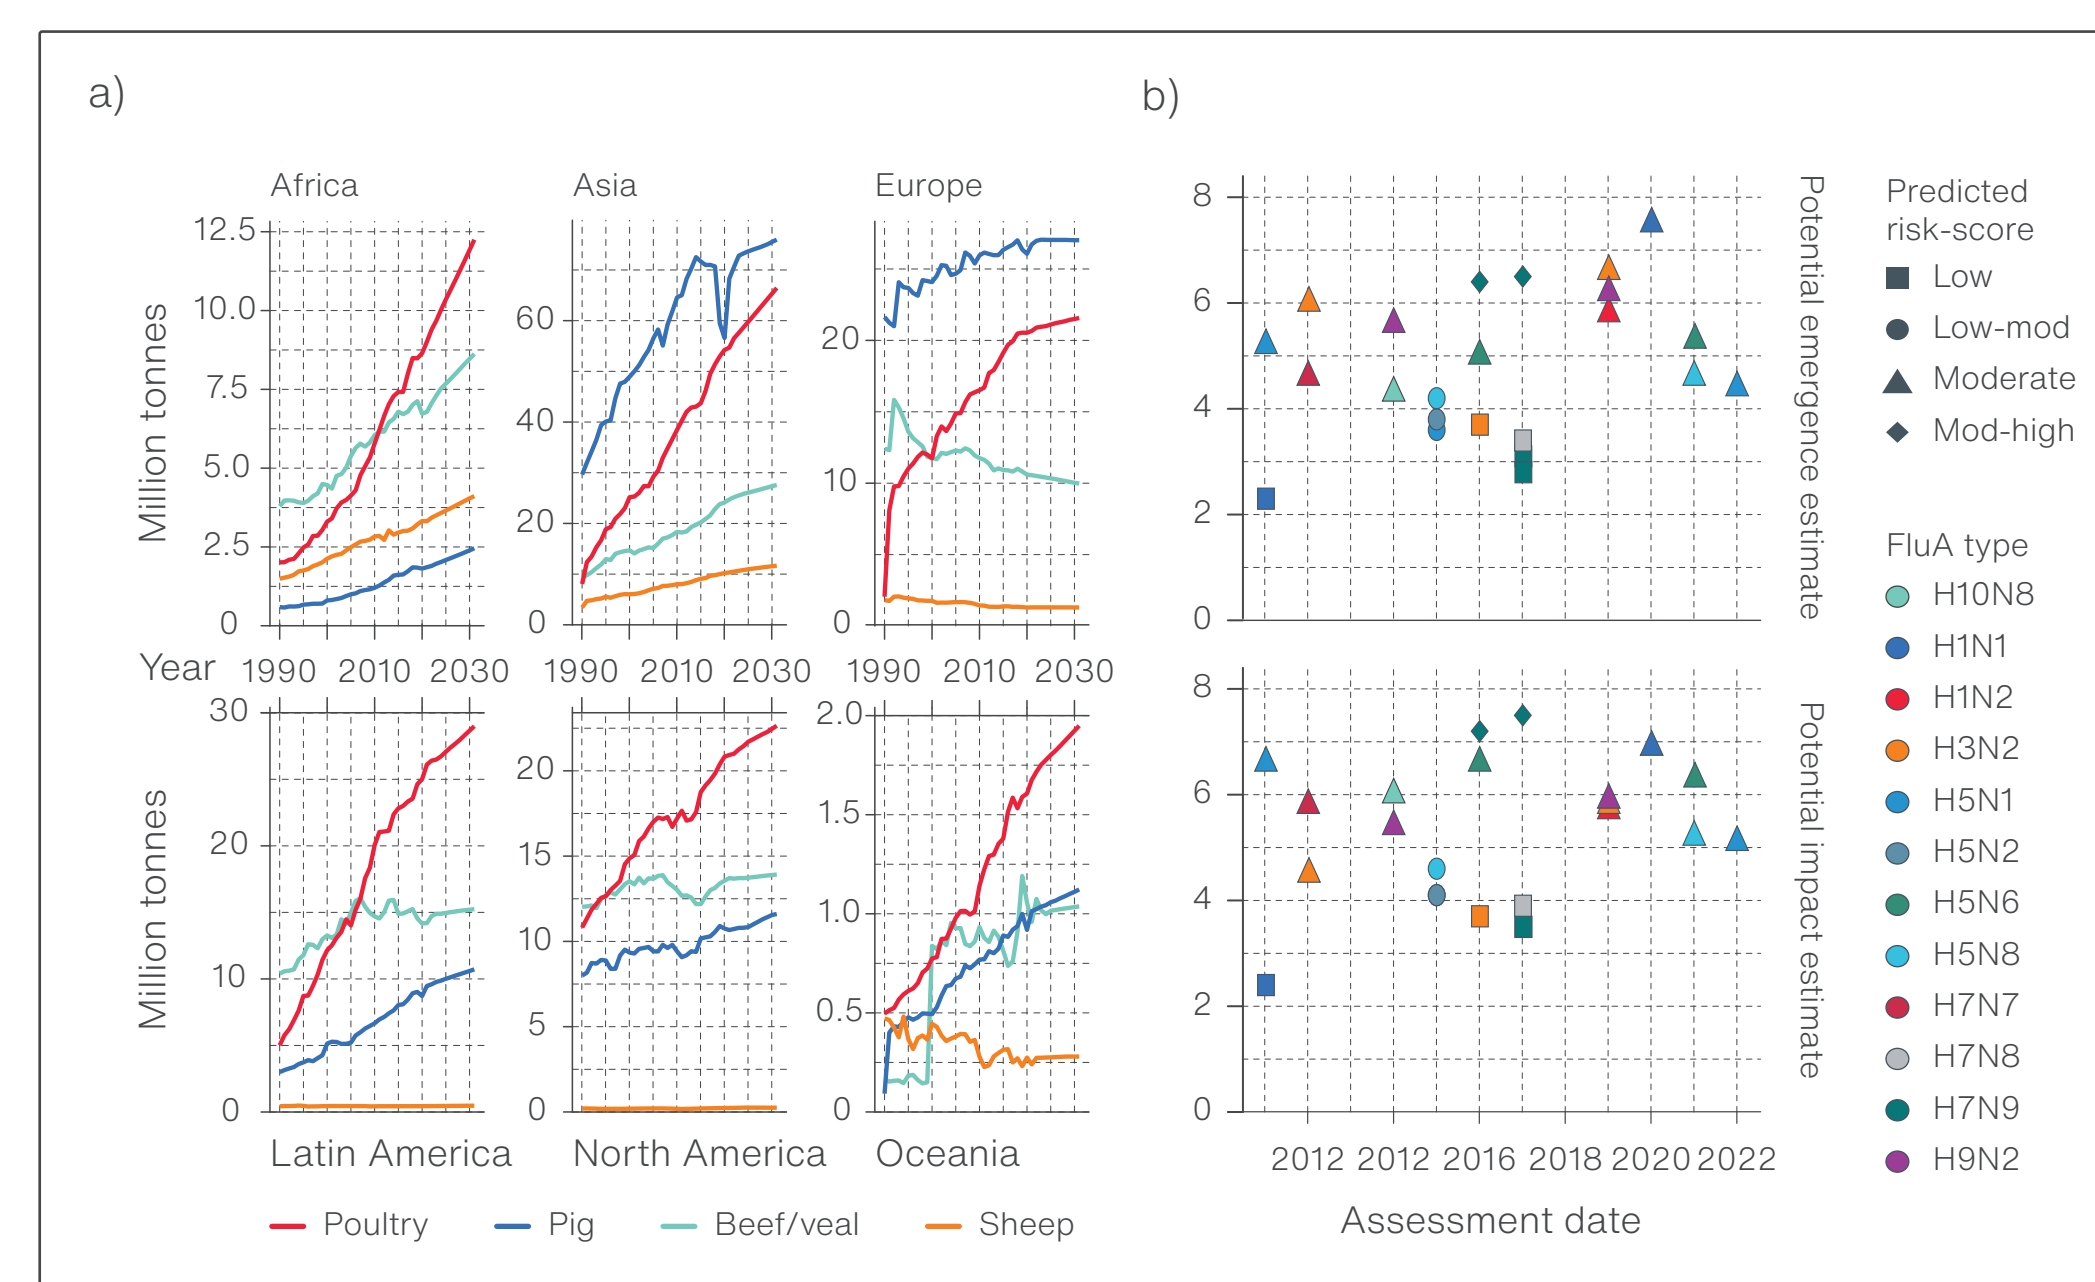 a)
Africa
Asia
Europe
Million tonnes
12.5
10.0
7.5
5.0
2.5
0
60
40
20
0
20
10
0
Year
1990 2010 2030
1990 2010 2030
1990 2010 2030
Million tonnes
30
20
10
0
20
15
10
5
0
2.0
1.5
1.0
0.5
0
Latin America
North America
Oceania
Poultry
Pig
Beef/veal
Sheep
b)
8
6
4
2
0
Potential emergence estimate
8
6
4
2
0
Potential impact estimate
2012 2012 2016 2018 2020 2022
Assessment date
Predicted
risk-score
Low
Low-mod
Moderate
Mod-high
FluA type
H10N8
H1N1
H1N2
H3N2
H5N1
H5N2
H5N6
H5N8
H7N7
H7N8
H7N9
H9N2